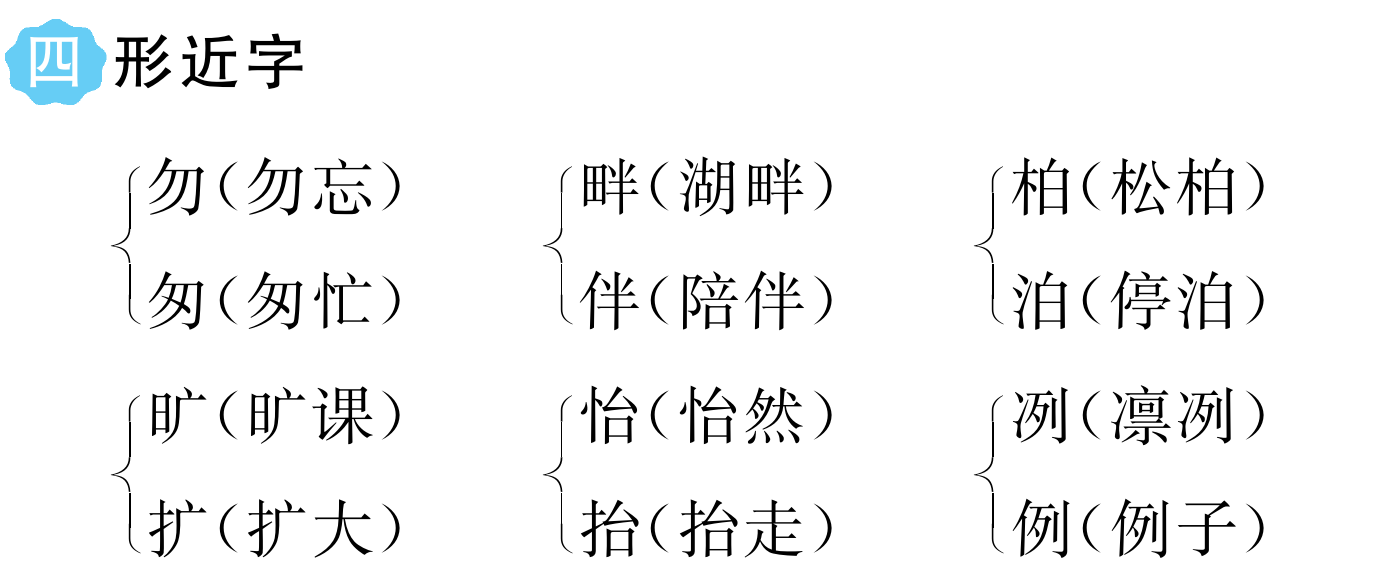 四 形近字
勿(勿忘) 畔(湖畔) 柏(松柏)
匆(匆忙) 伴(陪伴) 泊(停泊)
旷(旷课) 怡(怡然) 冽(凛冽)
扩(扩大) 抬(抬走) 例(例子)